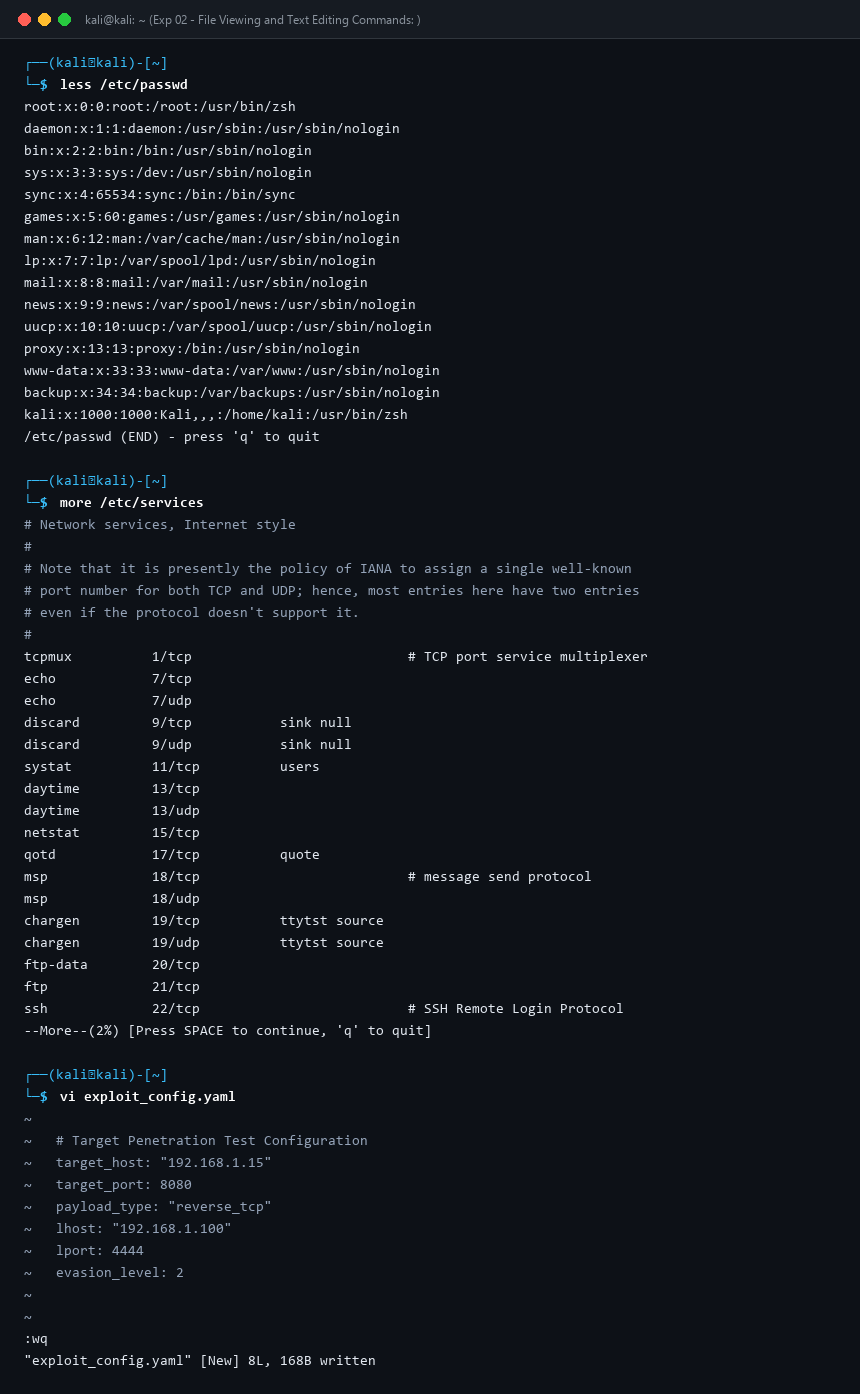 kali@kali: ~ (Exp 02 - File Viewing and Text Editing Commands: )
┌──(kali㉿kali)-[~]
└─$ less /etc/passwd
root:x:0:0:root:/root:/usr/bin/zsh
daemon:x:1:1:daemon:/usr/sbin:/usr/sbin/nologin
bin:x:2:2:bin:/bin:/usr/sbin/nologin
sys:x:3:3:sys:/dev:/usr/sbin/nologin
sync:x:4:65534:sync:/bin:/bin/sync
games:x:5:60:games:/usr/games:/usr/sbin/nologin
man:x:6:12:man:/var/cache/man:/usr/sbin/nologin
lp:x:7:7:lp:/var/spool/lpd:/usr/sbin/nologin
mail:x:8:8:mail:/var/mail:/usr/sbin/nologin
news:x:9:9:news:/var/spool/news:/usr/sbin/nologin
uucp:x:10:10:uucp:/var/spool/uucp:/usr/sbin/nologin
proxy:x:13:13:proxy:/bin:/usr/sbin/nologin
www-data:x:33:33:www-data:/var/www:/usr/sbin/nologin
backup:x:34:34:backup:/var/backups:/usr/sbin/nologin
kali:x:1000:1000:Kali,,,:/home/kali:/usr/bin/zsh
/etc/passwd (END) - press 'q' to quit
┌──(kali㉿kali)-[~]
└─$ more /etc/services
# Network services, Internet style
#
# Note that it is presently the policy of IANA to assign a single well-known
# port number for both TCP and UDP; hence, most entries here have two entries
# even if the protocol doesn't support it.
#
tcpmux          1/tcp                           # TCP port service multiplexer
echo            7/tcp
echo            7/udp
discard         9/tcp           sink null
discard         9/udp           sink null
systat          11/tcp          users
daytime         13/tcp
daytime         13/udp
netstat         15/tcp
qotd            17/tcp          quote
msp             18/tcp                          # message send protocol
msp             18/udp
chargen         19/tcp          ttytst source
chargen         19/udp          ttytst source
ftp-data        20/tcp
ftp             21/tcp
ssh             22/tcp                          # SSH Remote Login Protocol
--More--(2%) [Press SPACE to continue, 'q' to quit]
┌──(kali㉿kali)-[~]
└─$ vi exploit_config.yaml
~
~   # Target Penetration Test Configuration
~   target_host: "192.168.1.15"
~   target_port: 8080
~   payload_type: "reverse_tcp"
~   lhost: "192.168.1.100"
~   lport: 4444
~   evasion_level: 2
~
~
:wq
"exploit_config.yaml" [New] 8L, 168B written